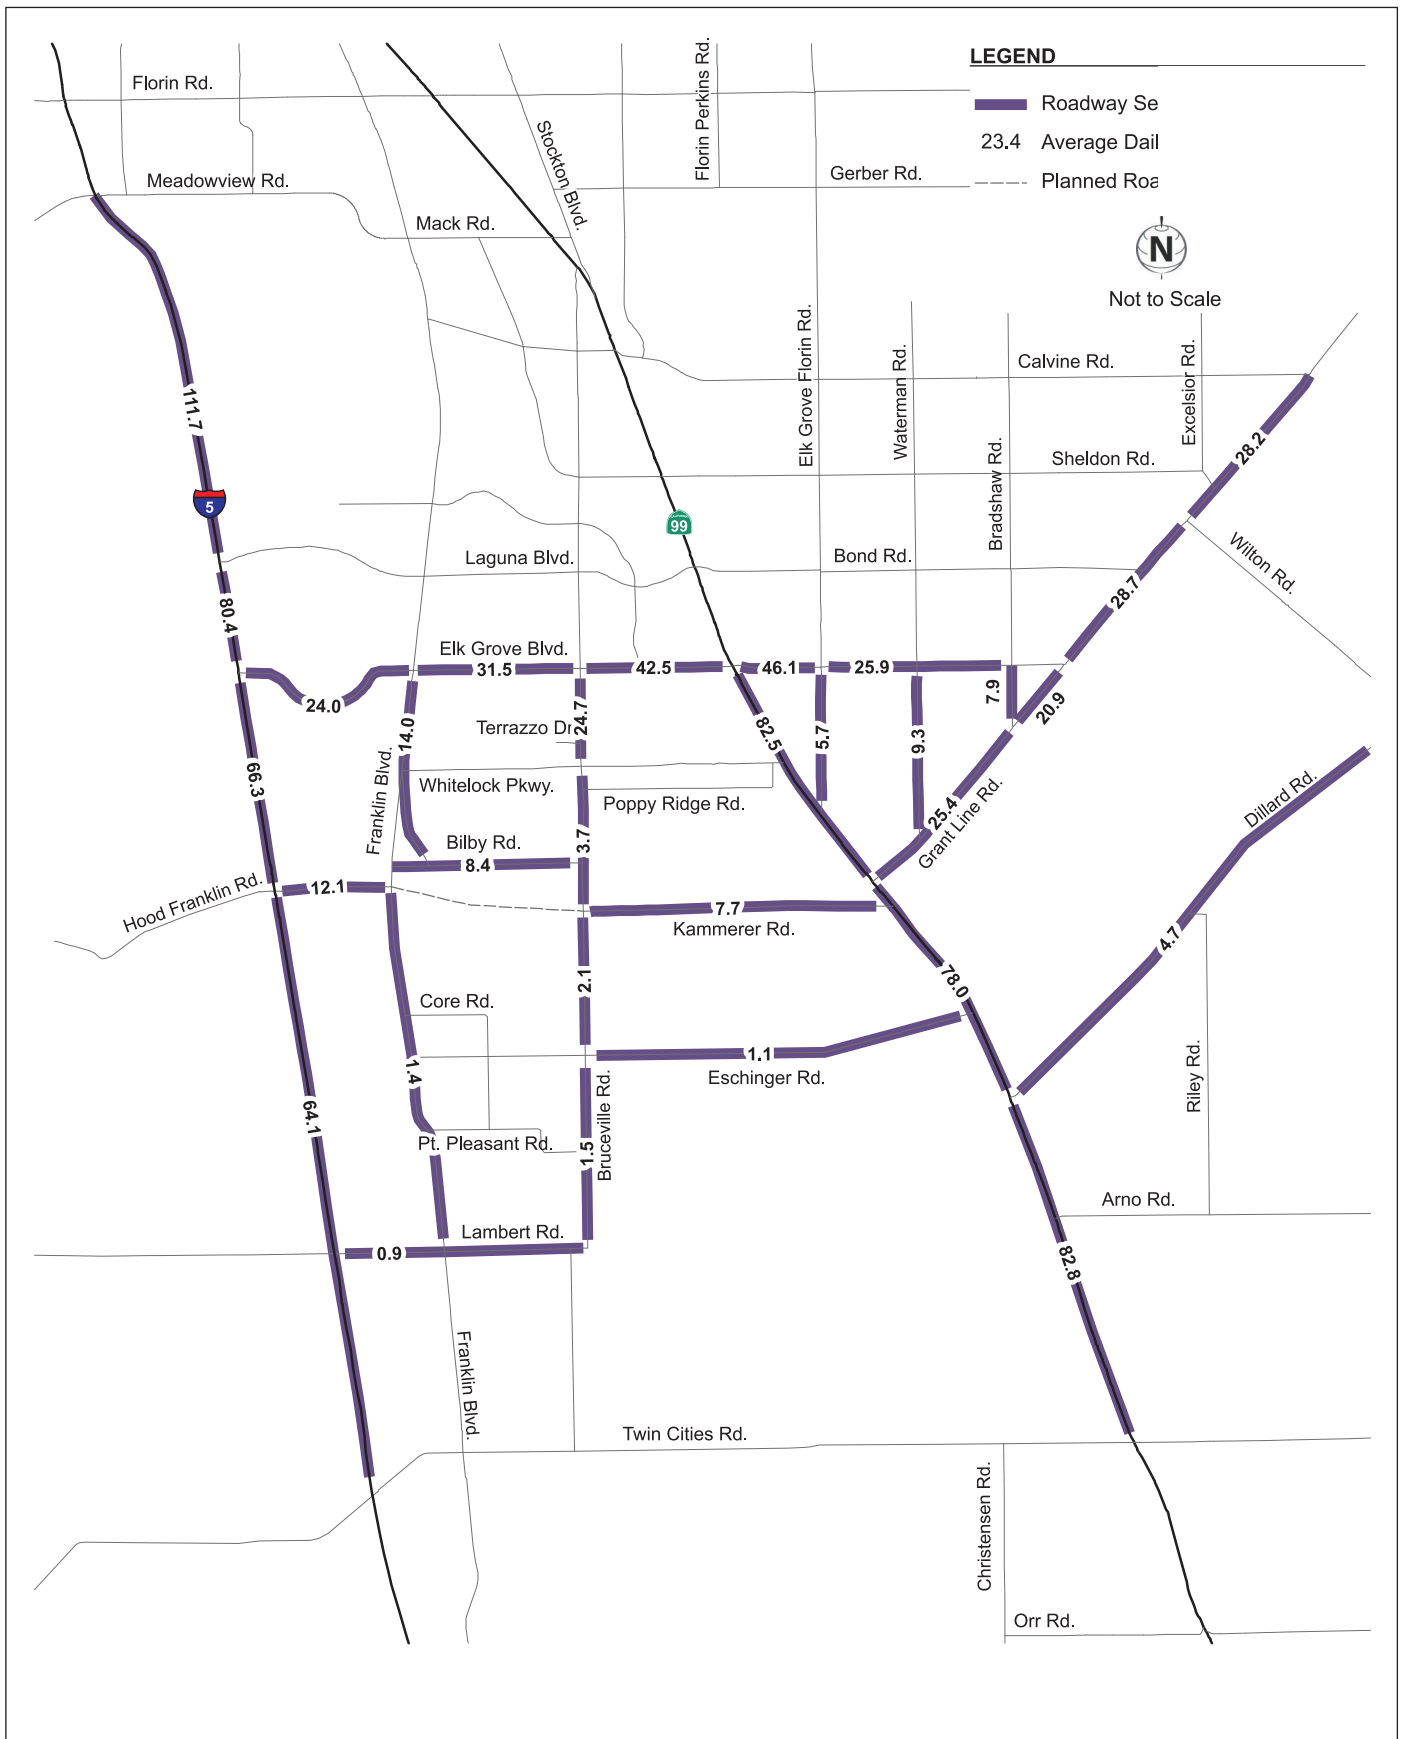 LEGEND
Roadway Se
23.4 Average Dail
Planned Roa
N
Not to Scale
Florin Rd.
Meadowview Rd.
Mack Rd.
Stockton Blvd.
Florin Perkins Rd.
Gerber Rd.
Elk Grove Florin Rd.
Waterman Rd.
Bradshaw Rd.
Calvine Rd.
Excelsior Rd.
Sheldon Rd.
28.2
111.7
5
99
Laguna Blvd.
Bond Rd.
Wilton Rd.
28.7
80.4
Elk Grove Blvd.
31.5
42.5
46.1
25.9
24.0
14.0
24.7
Terrazzo Dr
82.5
5.7
9.3
7.9
20.9
66.3
Franklin Blvd.
Whitelock Pkwy.
Poppy Ridge Rd.
25.4
Grant Line Rd.
Dillard Rd.
Bilby Rd.
8.4
3.7
Hood Franklin Rd.
12.1
7.7
Kammerer Rd.
4.7
78.0
2.1
Core Rd.
1.4
1.1
Eschinger Rd.
Riley Rd.
64.1
Pt. Pleasant Rd.
1.5
Bruceville Rd.
Arno Rd.
Lambert Rd.
0.9
82.8
Franklin Blvd.
Twin Cities Rd.
Christensen Rd.
Orr Rd.